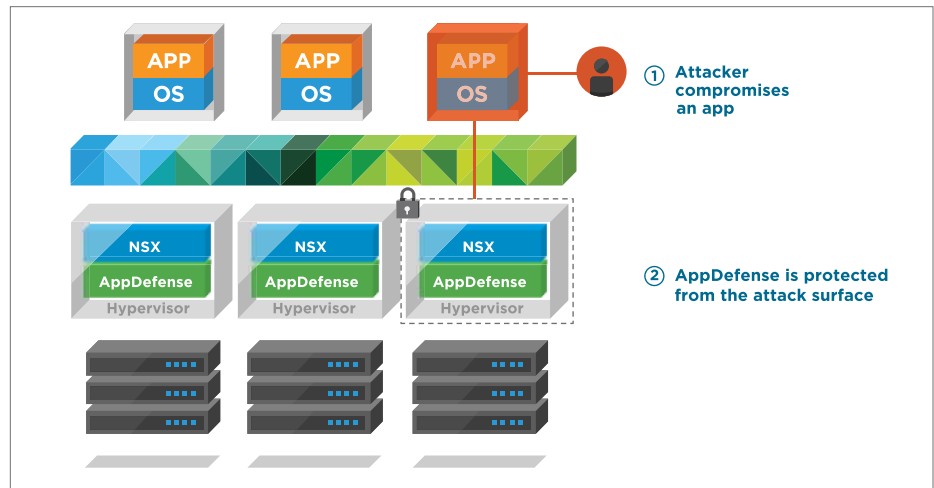 APP
OS
APP
OS
APP
OS
1 Attacker
compromises
an app
NSX
AppDefense
Hypervisor
NSX
AppDefense
Hypervisor
NSX
AppDefense
Hypervisor
2 AppDefense is protected
from the attack surface